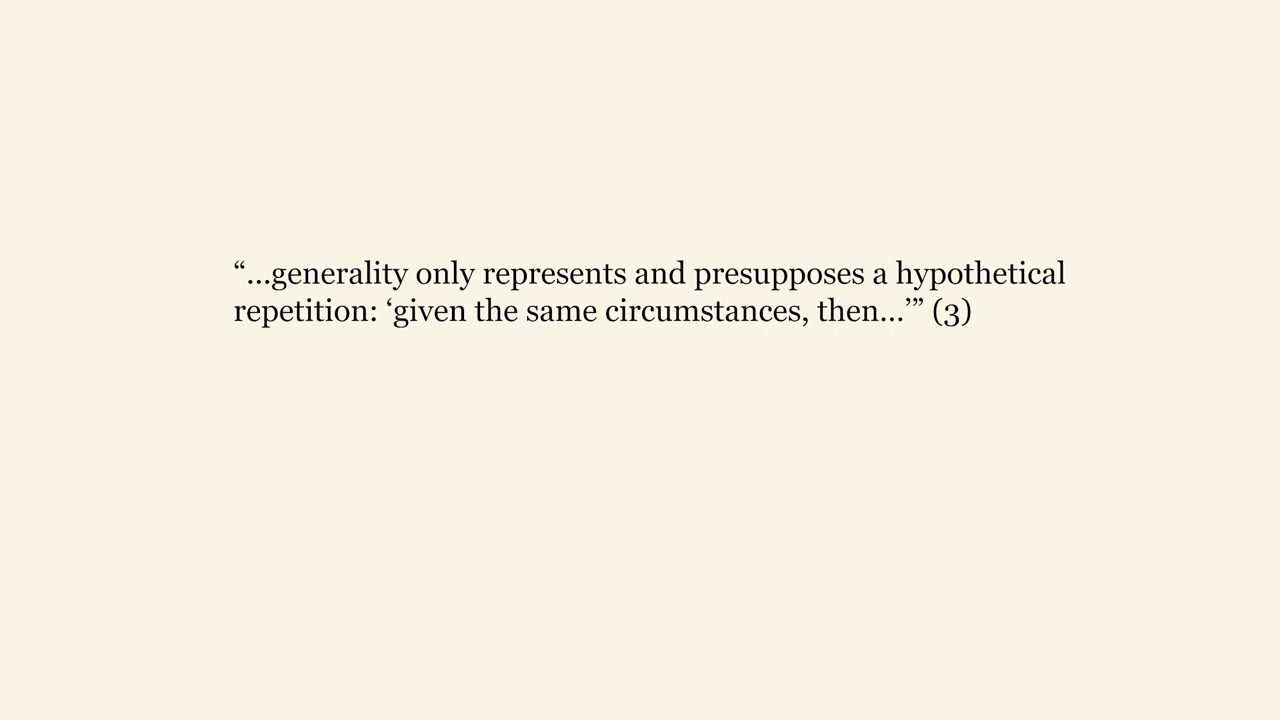 “…generality only represents and presupposes a hypothetical
repetition: ‘given the same circumstances, then…’” (3)